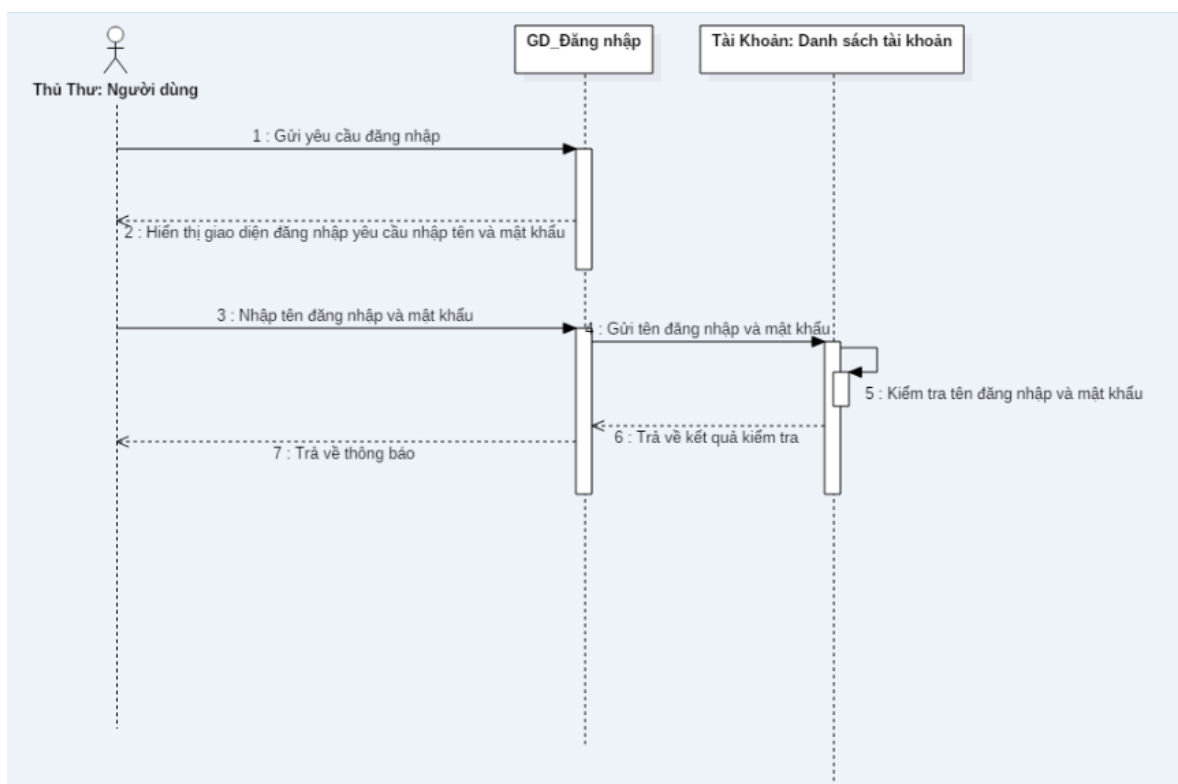 GD_Đăng nhập
Tài Khoản: Danh sách tài khoản
Thủ Thư: Người dùng
1 : Gửi yêu cầu đăng nhập
2 : Hiển thị giao diện đăng nhập yêu cầu nhập tên và mật khẩu
3 : Nhập tên đăng nhập và mật khẩu
4 : Gửi tên đăng nhập và mật khẩu
5 : Kiểm tra tên đăng nhập và mật khẩu
6 : Trả về kết quả kiểm tra
7 : Trả về thông báo